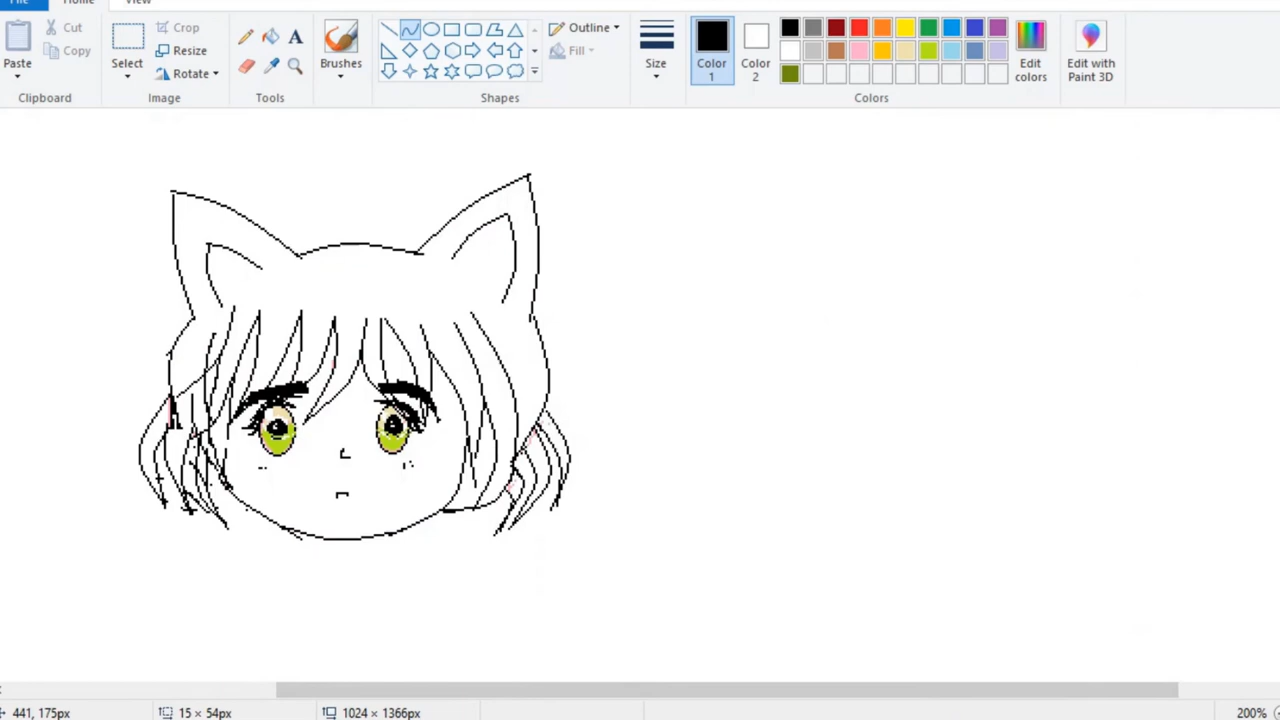 File Home View
Cut
Copy
Paste
Clipboard
Select
Crop
Resize
Rotate
Image
A
Tools
Brushes
Outline
Fill
Shapes
Size
Color
1
Color
2
Edit
colors
Colors
Edit with
Paint 3D
441, 175px
15 × 54px
1024 × 1366px
200%